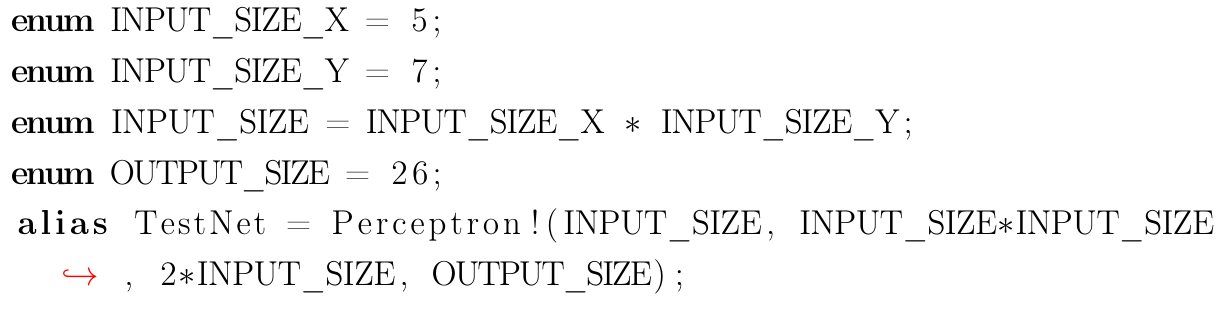 enum INPUT_SIZE_X = 5;
enum INPUT_SIZE_Y = 7;
enum INPUT_SIZE = INPUT_SIZE_X * INPUT_SIZE_Y;
enum OUTPUT_SIZE = 26;
alias TestNet = Perceptron!(INPUT_SIZE, INPUT_SIZE*INPUT_SIZE
↪ , 2*INPUT_SIZE, OUTPUT_SIZE);